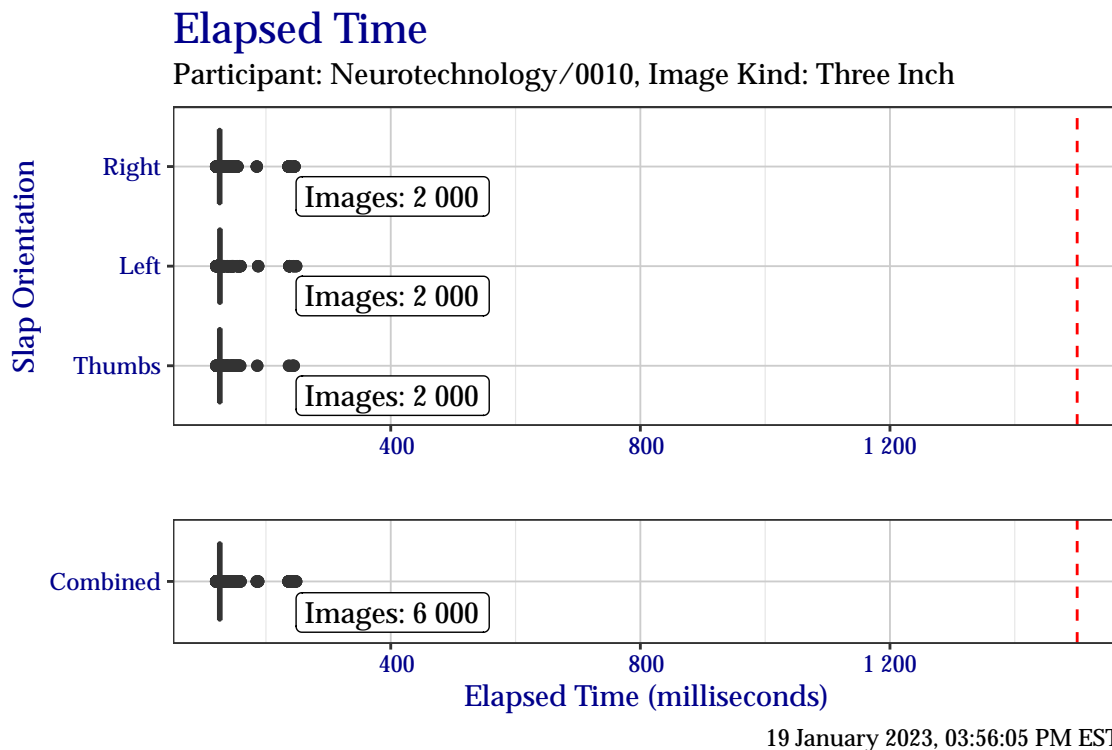 Elapsed Time
Participant: Neurotechnology/0010, Image Kind: Three Inch
Slap Orientation
Right
Images: 2 000
Left
Images: 2 000
Thumbs
Images: 2 000
400 800 1 200
Combined
Images: 6 000
400 800 1 200
Elapsed Time (milliseconds)
19 January 2023, 03:56:05 PM EST